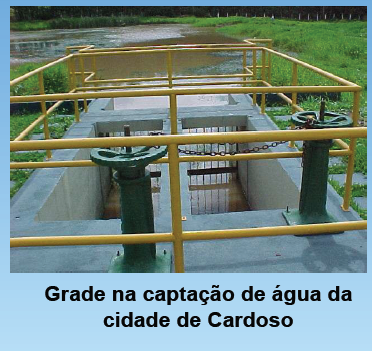 Grade na captação de água da
cidade de Cardoso